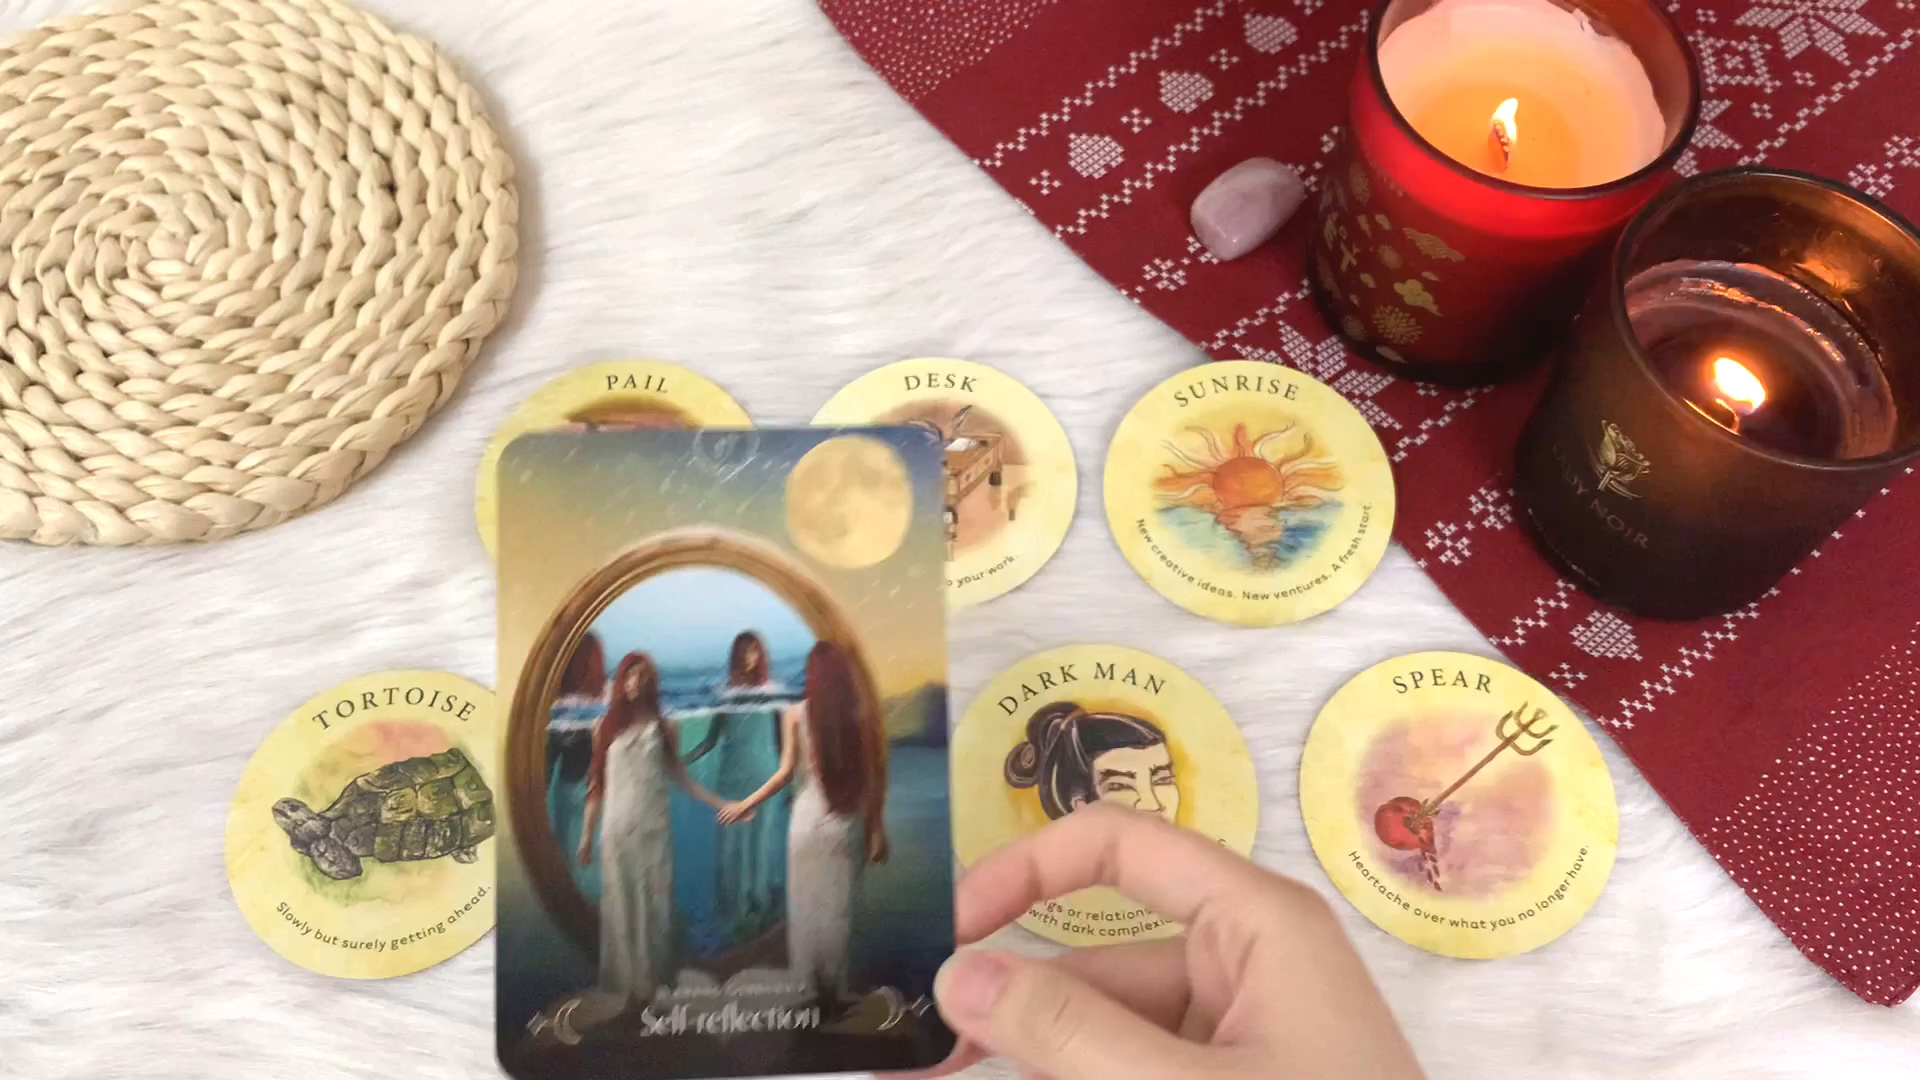 PAIL
DESK
o your work.
SUNRISE
New creative ideas. New ventures. A fresh start.
TORTOISE
Slowly but surely getting ahead.
DARK MAN
with dark complexi
SPEAR
Heartache over what you no longer have.
Self-reflection